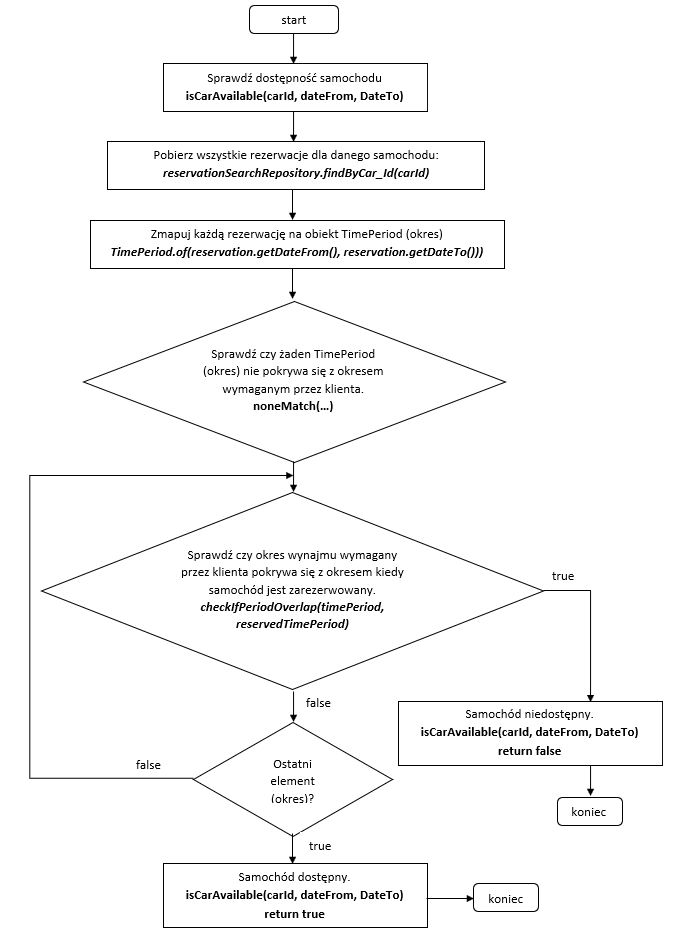 start
Sprawdź dostępność samochodu
isCarAvailable(carId, dateFrom, DateTo)
Pobierz wszystkie rezerwacje dla danego samochodu:
reservationSearchRepository.findByCar_Id(carId)
Zmapuj każdą rezerwację na obiekt TimePeriod (okres)
TimePeriod.of(reservation.getDateFrom(), reservation.getDateTo()))
Sprawdź czy żaden TimePeriod
(okres) nie pokrywa się z okresem
wymaganym przez klienta.
noneMatch(...)
Sprawdź czy okres wynajmu wymagany
przez klienta pokrywa się z okresem kiedy
samochód jest zarezerwowany.
checkIfPeriodOverlap(timePeriod,
reservedTimePeriod)
true
false
Samochód niedostępny.
isCarAvailable(carId, dateFrom, DateTo)
return false
koniec
Ostatni
element
(okres)?
false
true
Samochód dostępny.
isCarAvailable(carId, dateFrom, DateTo)
return true
koniec